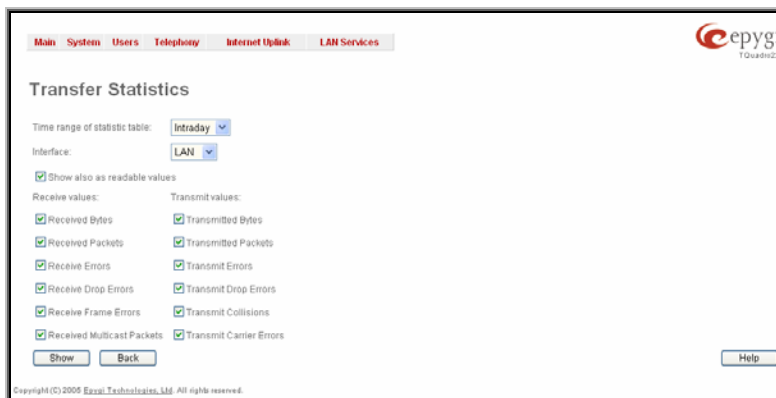 Main System Users Telephony Internet Uplink LAN Services
epygi
Transfer Statistics
Time range of statistic table: Intraday
Interface: LAN
Show also as readable values
Receive values: Transmit values:
Received Bytes Transmitted Bytes
Received Packets Transmitted Packets
Receive Errors Transmit Errors
Receive Drop Errors Transmit Drop Errors
Receive Frame Errors Transmit Collisions
Received Multicast Packets Transmit Carrier Errors
Show Back Help
Copyright (C) 2005 Epygi Technologies, Ltd. All rights reserved.